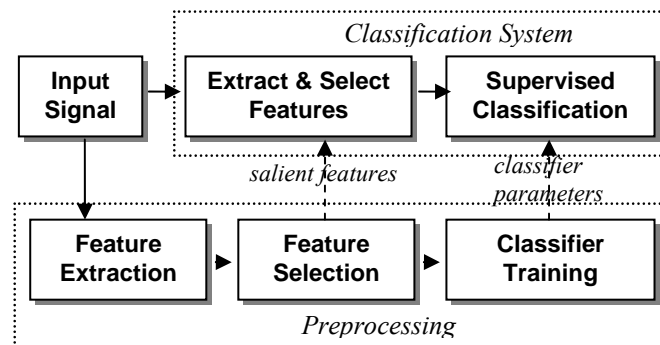 Classification System
Input
Signal
Extract & Select
Features
Supervised
Classification
salient features
classifier
parameters
Feature
Extraction
Feature
Selection
Classifier
Training
Preprocessing